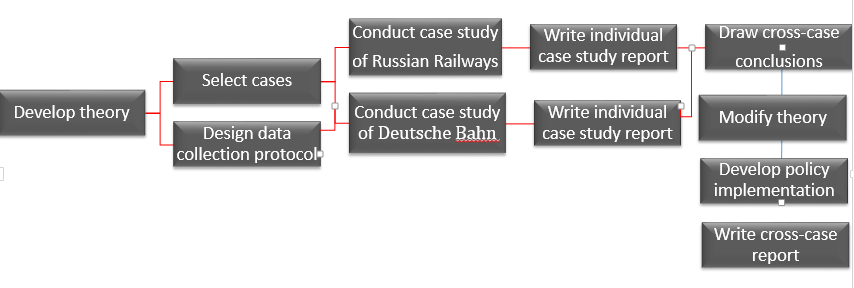 Develop theory
Select cases
Design data
collection protocol
Conduct case study
of Russian Railways
Conduct case study
of Deutsche Bahn
Write individual
case study report
Write individual
case study report
Draw cross-case
conclusions
Modify theory
Develop policy
implementation
Write cross-case
report